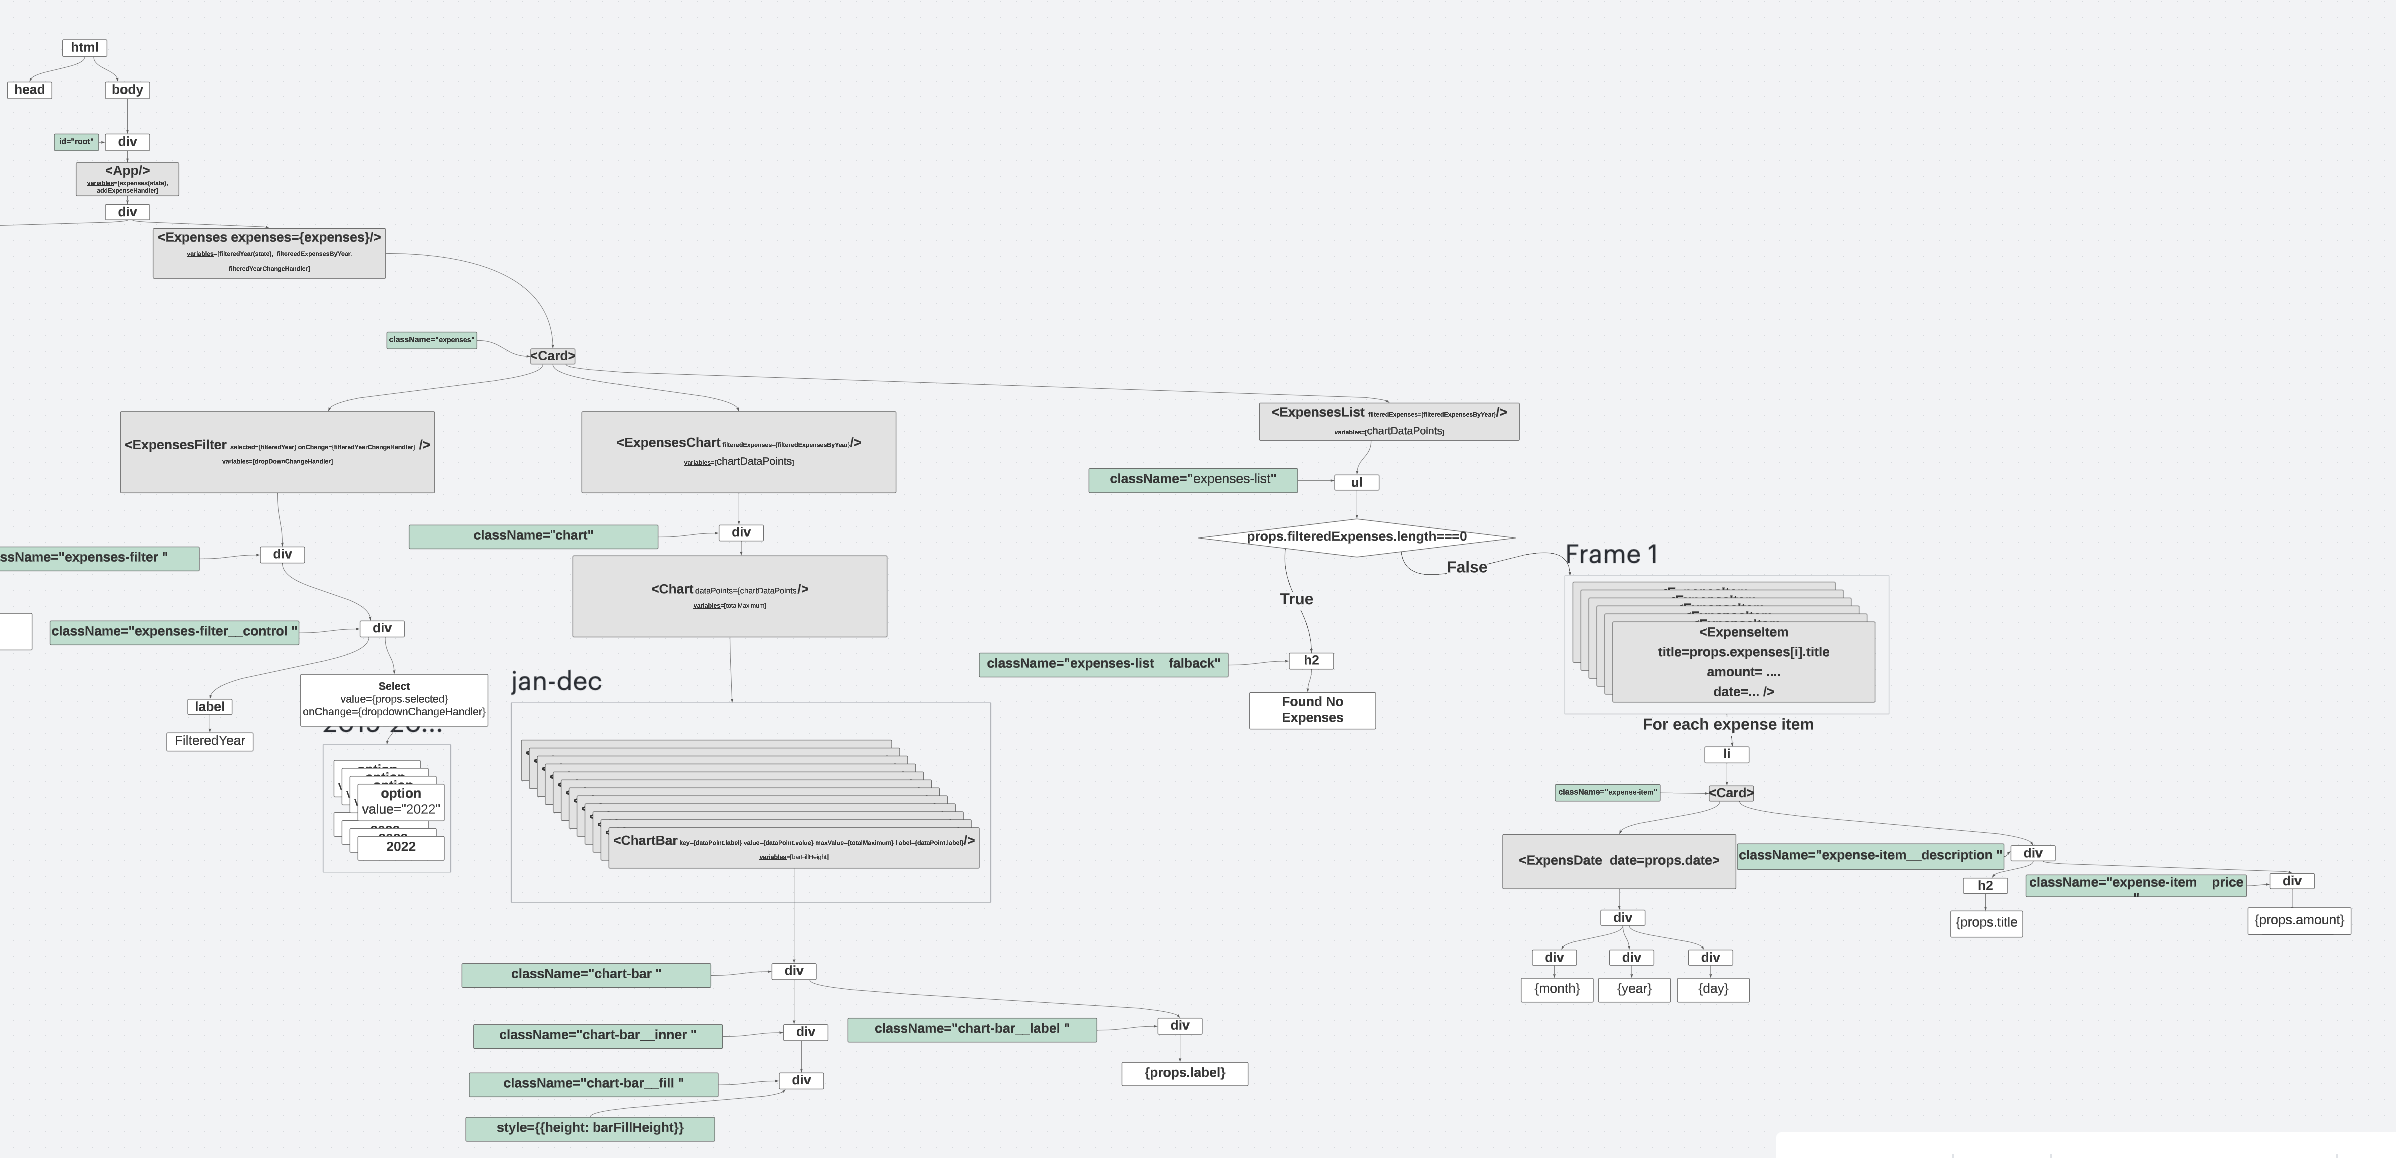 html
head
body
id="root"
div
<App/>
variables=[expenses(state),
addExpenseHandler]
div
<Expenses expenses={expenses}/>
variables=[filteredYear(state), filtereedExpensesByYear,
filteredYearChangeHandler]
className="expenses"
<Card>
<ExpensesFilter selected={filteredYear} onChange={filteredYearChangeHandler} />
variables=[dropDownChangeHandler]
<ExpensesChart filteredExpenses={filteredExpensesByYear}/>
variables=[chartDataPoints]
<ExpensesList filteredExpenses={filteredExpensesByYear}/>
variables=[chartDataPoints]
className="expenses-list"
ul
className="chart"
div
props.filteredExpenses.length===0
ssName="expenses-filter "
div
False
True
Frame 1
<Chart dataPoints={chartDataPoints/>
variables=[totalMaximum]
className="expenses-filter__control "
div
<ExpenseItem
title=props.expenses[i].title
amount= ....
date=... />
className="expenses-list falback"
h2
Found No
Expenses
jan-dec
Select
value={props.selected}
onChange={dropdownChangeHandler}
label
FilteredYear
option
value="2022"
2022
For each expense item
li
className="expense-item"
<Card>
<ChartBar key={dataPoint.label} value={dataPoint.value} maxValue={totalMaximum} label={dataPoint.label}/>
variables=[barFillHeight]
<ExpensDate date=props.date>
className="expense-item__description "
div
h2
className="expense-item price
"
div
{props.title
{props.amount}
div
div
div
div
{month}
{year}
{day}
className="chart-bar "
div
className="chart-bar__inner "
div
className="chart-bar__label "
div
{props.label}
className="chart-bar__fill "
div
style={{height: barFillHeight}}